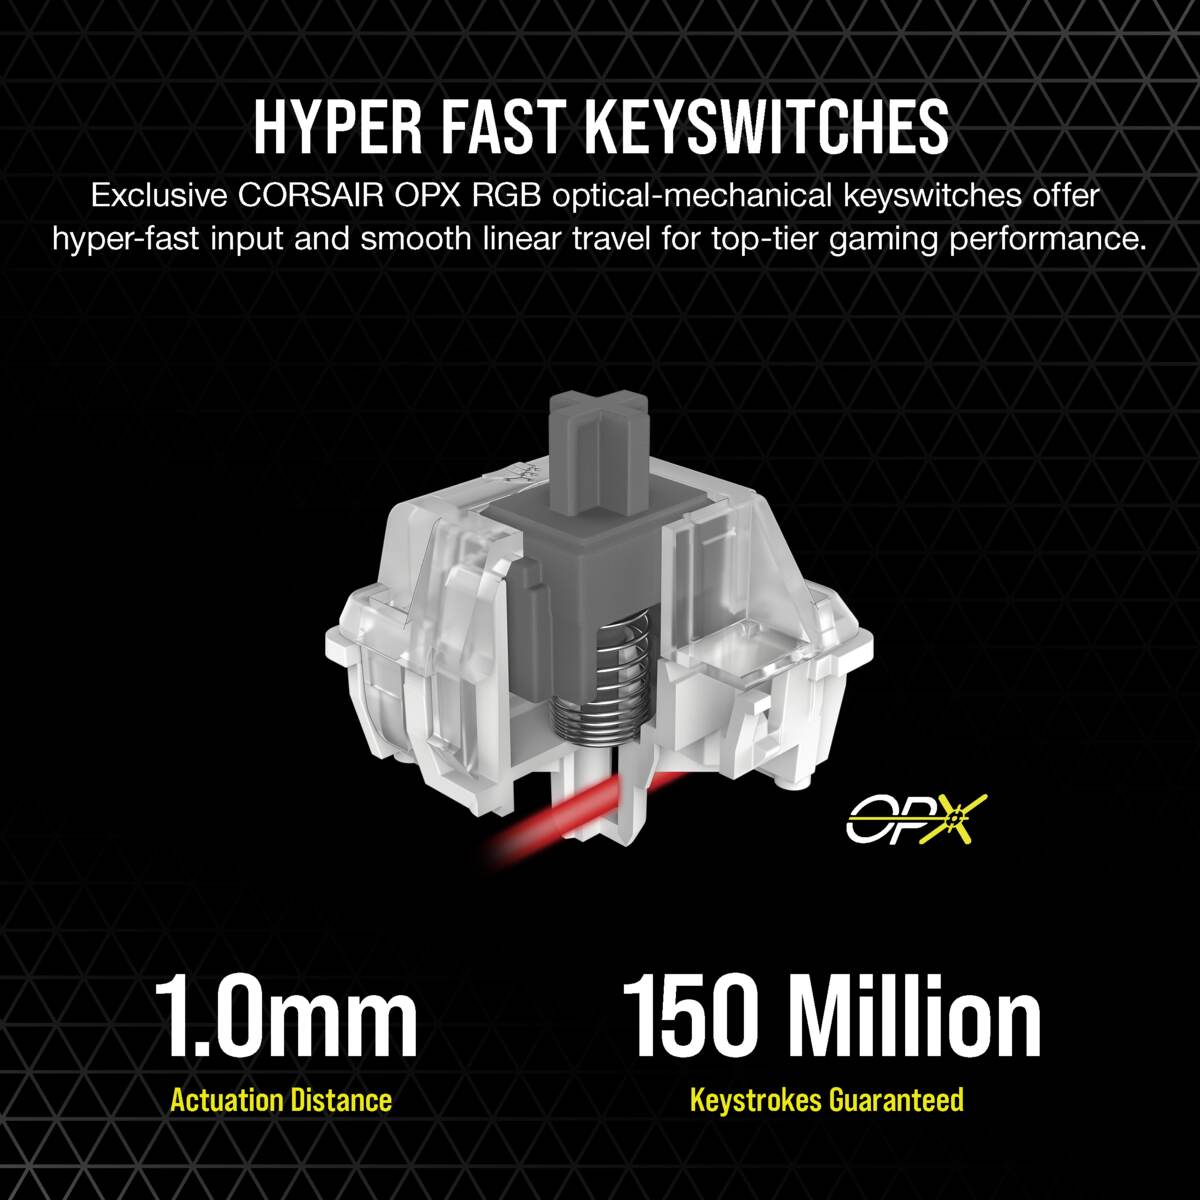 HYPER FAST KEYSWITCHES
Exclusive CORSAIR OPX RGB optical-mechanical keyswitches offer
hyper-fast input and smooth linear travel for top-tier gaming performance.
OPX
1.0mm
150 Million
Actuation Distance
Keystrokes Guaranteed